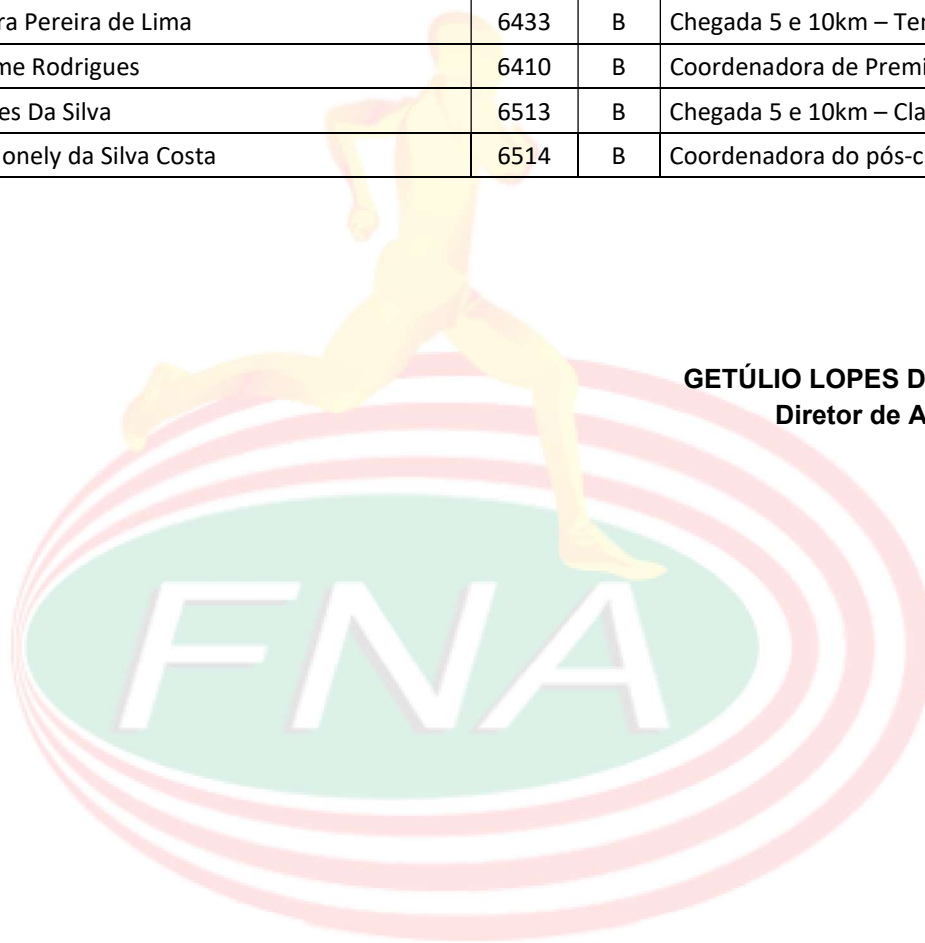 ra Pereira de Lima 6433 B Chegada 5 e 10km – Ter
me Rodrigues 6410 B Coordenadora de Premi
es Da Silva 6513 B Chegada 5 e 10km – Cla
onely da Silva Costa 6514 B Coordenadora do pós-c
GETÚLIO LOPES D
Diretor de A
FNA